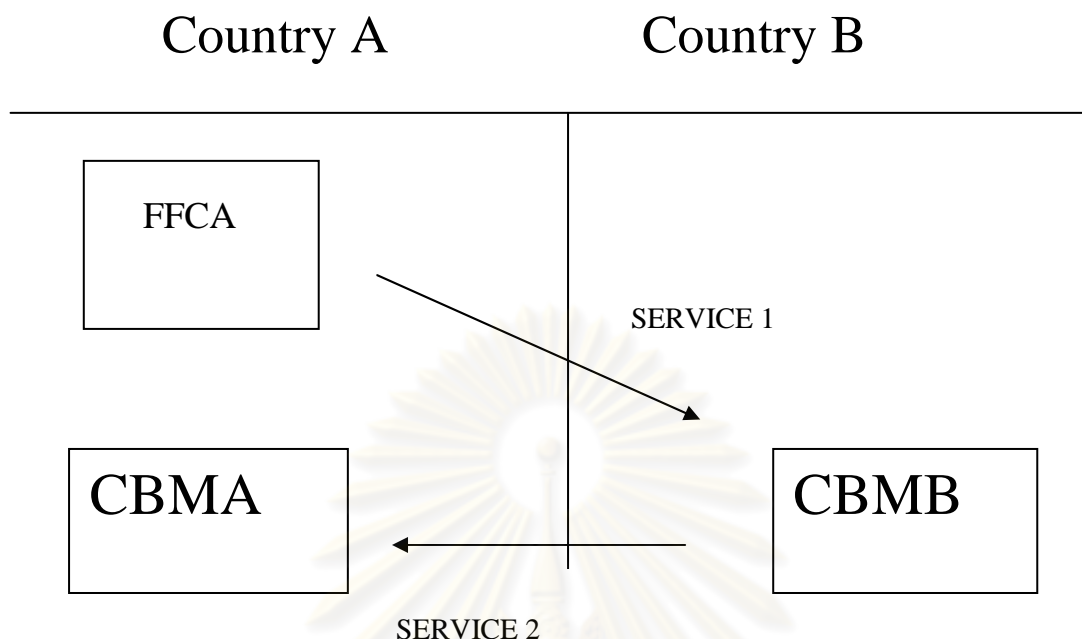 Country A
Country B
FFCA
SERVICE 1
CBMA
CBMB
SERVICE 2